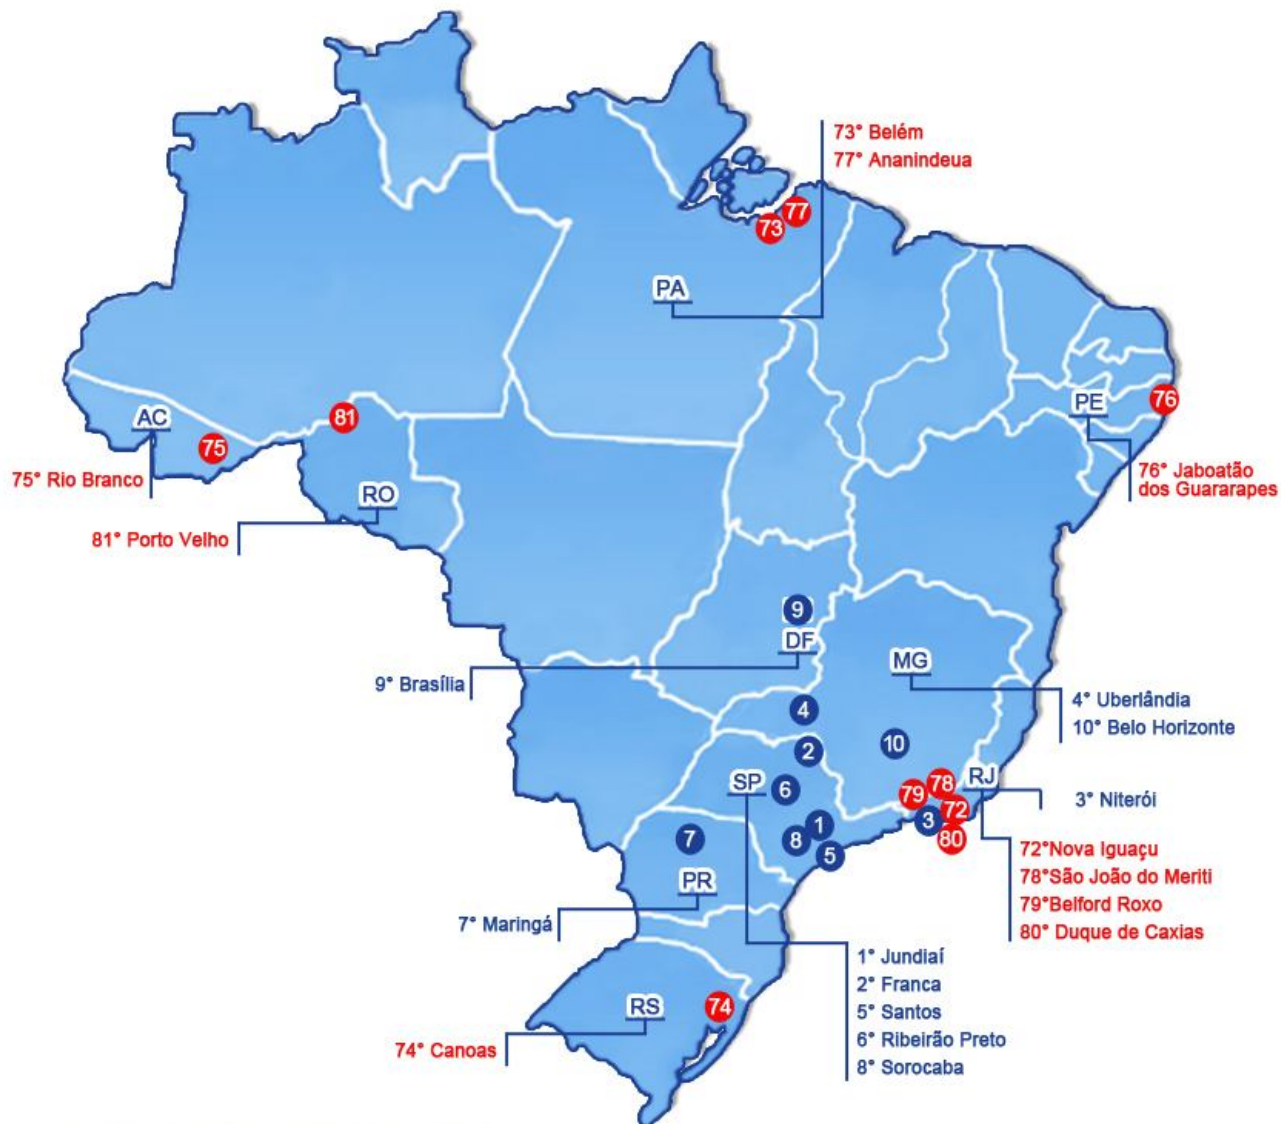 73° Belém
77° Ananindeua
77
73
PA
AC
81
75
PE
76
75° Rio Branco
RO
76° Jaboatão
dos Guararapes
81° Porto Velho
9
DF
MG
9° Brasília
4
4° Uberlândia
10° Belo Horizonte
2
10
SP
6
RJ
78
79
72
3° Niterói
7
8
1
3
80
5
72°Nova Iguaçu
78°São João do Meriti
79°Belford Roxo
80° Duque de Caxias
PR
7° Maringá
1° Jundiaí
2° Franca
5° Santos
6° Ribeirão Preto
8° Sorocaba
RS
74
74° Canoas